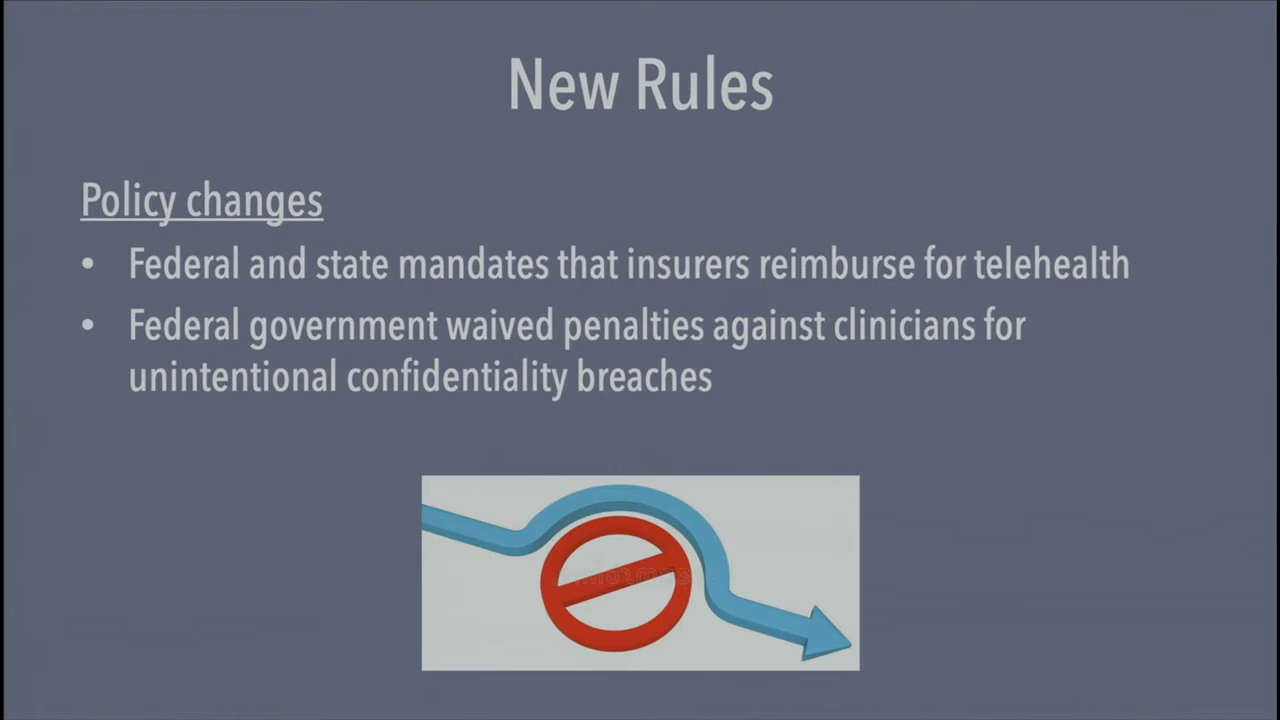 New Rules
Policy changes
• Federal and state mandates that insurers reimburse for telehealth
• Federal government waived penalties against clinicians for
unintentional confidentiality breaches